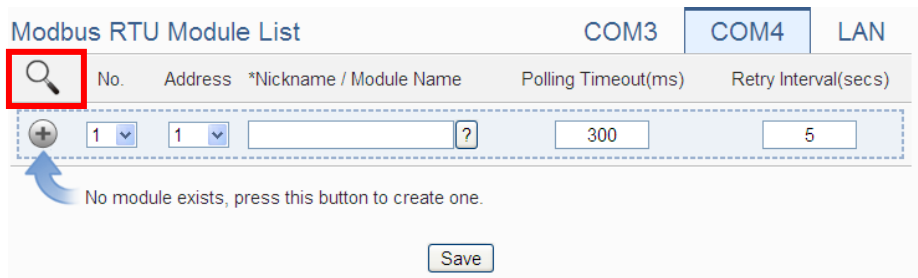 Modbus RTU Module List COM3 COM4 LAN
No. Address *Nickname / Module Name Polling Timeout(ms) Retry Interval(secs)
1 1 ? 300 5
No module exists, press this button to create one.
Save